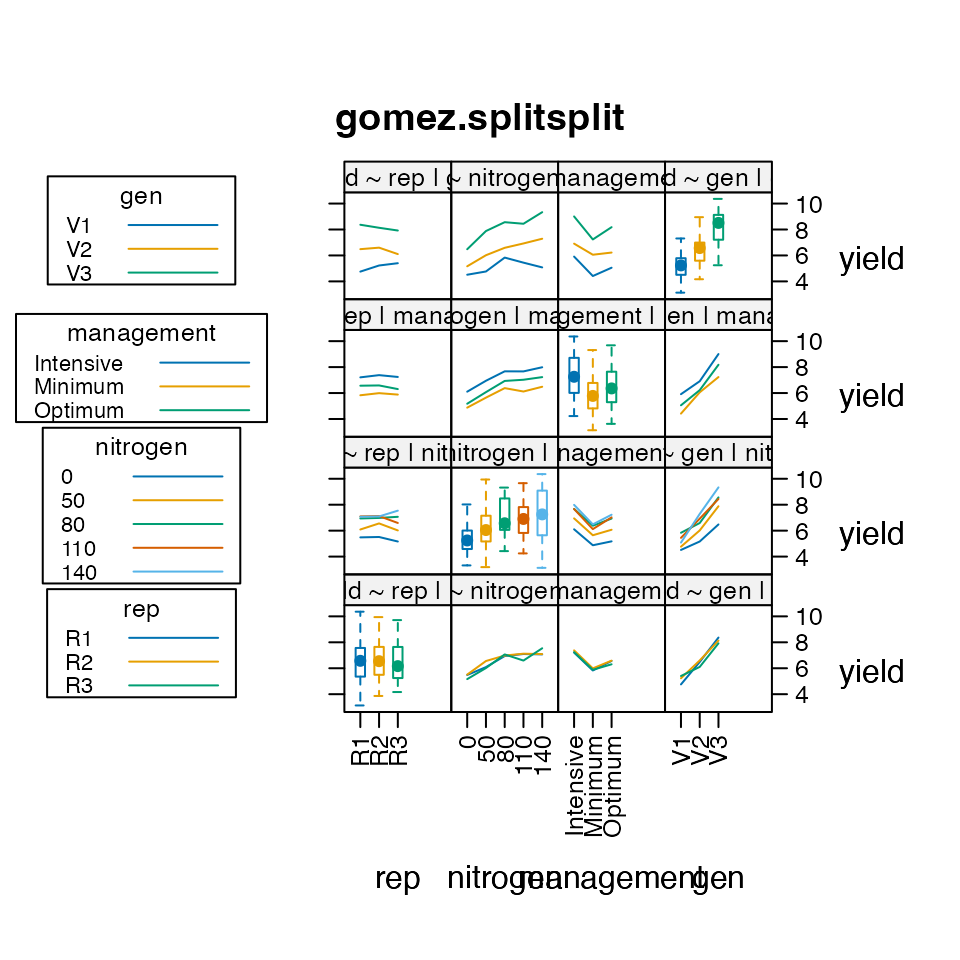 gomez.splitsplit
gen
V1
V2
V3
management
Intensive
Minimum
Optimum
nitrogen
0
50
80
110
140
rep
R1
R2
R3
d ~ rep | g
~ nitrogen
manageme
d ~ gen |
10
8
6
4
yield
ep | mana
ogen | ma
gement |
en | mana
10
8
6
4
yield
~ rep | nit
nitrogen |
nagement
~ gen | nit
10
8
6
4
yield
d ~ rep |
~ nitrogen
managem
d ~ gen |
10
8
6
4
yield
R1
R2
R3
0
50
80
110
140
Intensive
Minimum
Optimum
V1
V2
V3
rep
nitrogen
management
gen